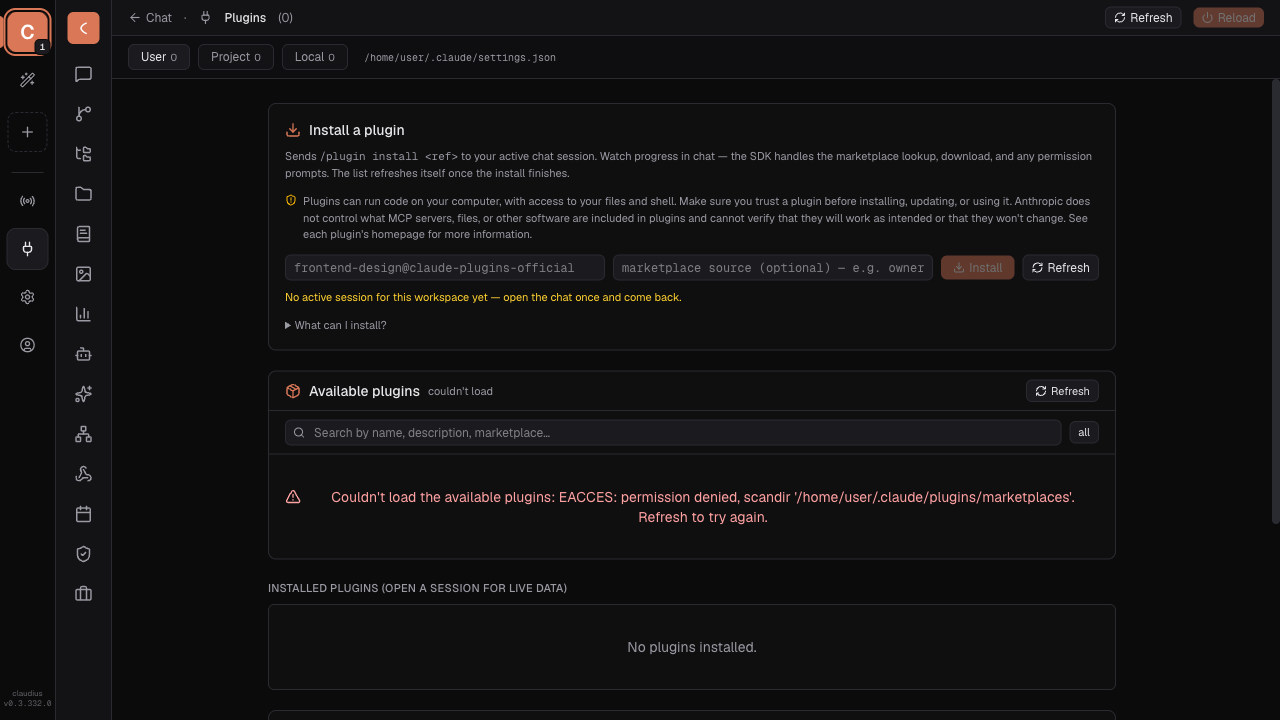 C
1
← Chat · Plugins (0)
Refresh
Reload
User 0
Project 0
Local 0
/home/user/.claude/settings.json
Install a plugin
Sends /plugin install <ref> to your active chat session. Watch progress in chat — the SDK handles the marketplace lookup, download, and any permission
prompts. The list refreshes itself once the install finishes.
Plugins can run code on your computer, with access to your files and shell. Make sure you trust a plugin before installing, updating, or using it. Anthropic does
not control what MCP servers, files, or other software are included in plugins and cannot verify that they will work as intended or that they won't change. See
each plugin's homepage for more information.
frontend-design@claude-plugins-official
marketplace source (optional) — e.g. owner
Install
Refresh
No active session for this workspace yet — open the chat once and come back.
What can I install?
Available plugins couldn't load
Refresh
Search by name, description, marketplace...
all
Couldn't load the available plugins: EACCES: permission denied, scandir '/home/user/.claude/plugins/marketplaces'.
Refresh to try again.
INSTALLED PLUGINS (OPEN A SESSION FOR LIVE DATA)
No plugins installed.
claudius
v0.3.332.0